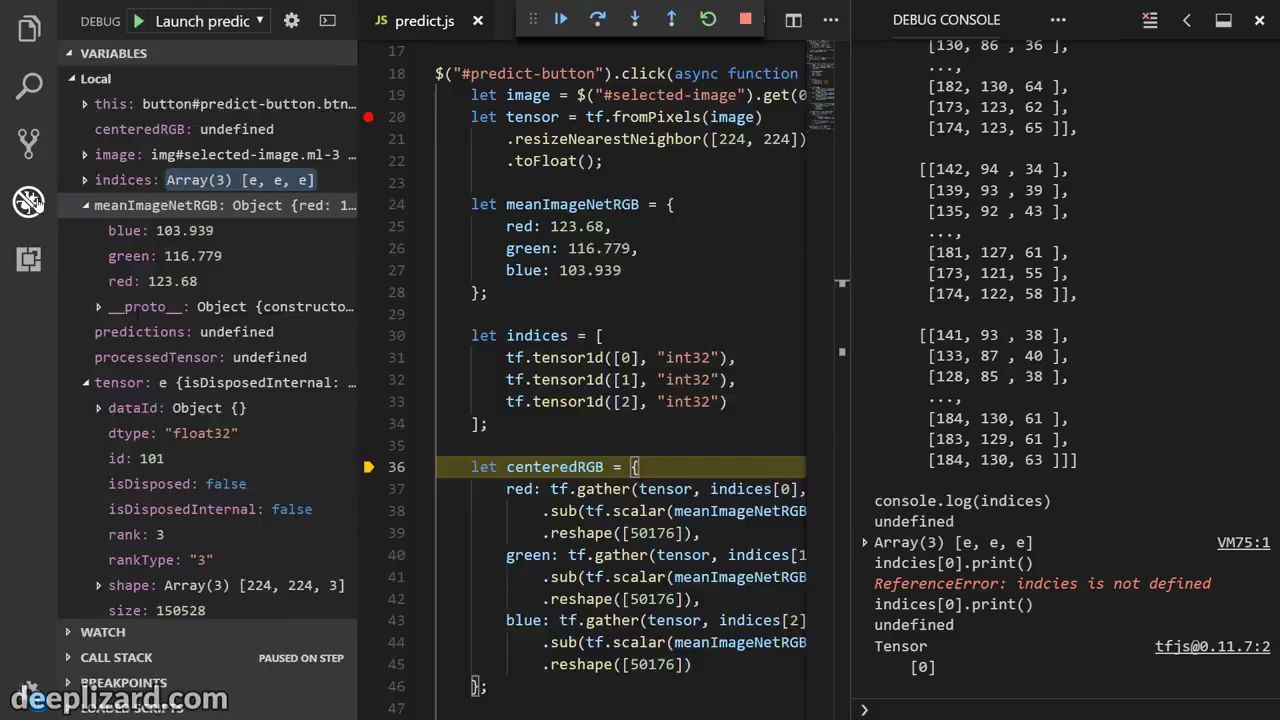 DEBUG Launch predic
VARIABLES
Local
this: button#predict-button.btn…
centeredRGB: undefined
image: img#selected-image.ml-3 …
indices: Array(3) [e, e, e]
meanImageNetRGB: Object {red: 1…
blue: 103.939
green: 116.779
red: 123.68
__proto__: Object {constructo…
predictions: undefined
processedTensor: undefined
tensor: e {isDisposedInternal: …
dataId: Object {}
dtype: "float32"
id: 101
isDisposed: false
isDisposedInternal: false
rank: 3
rankType: "3"
shape: Array(3) [224, 224, 3]
size: 150528
WATCH
CALL STACK PAUSED ON STEP
BREAKPOINTS
LOADED SCRIPTS
deeplizard.com
JS predict.js
17
18 $("#predict-button").click(async function
19 let image = $("#selected-image").get(0
20 let tensor = tf.fromPixels(image)
21 .resizeNearestNeighbor([224, 224])
22 .toFloat();
23
24 let meanImageNetRGB = {
25 red: 123.68,
26 green: 116.779,
27 blue: 103.939
28 };
29
30 let indices = [
31 tf.tensor1d([0], "int32"),
32 tf.tensor1d([1], "int32"),
33 tf.tensor1d([2], "int32")
34 ];
35
36 let centeredRGB = {
37 red: tf.gather(tensor, indices[0],
38 .sub(tf.scalar(meanImageNetRGB
39 .reshape([50176]),
40 green: tf.gather(tensor, indices[1
41 .sub(tf.scalar(meanImageNetRGB
42 .reshape([50176]),
43 blue: tf.gather(tensor, indices[2]
44 .sub(tf.scalar(meanImageNetRGB
45 .reshape([50176])
46 };
47
DEBUG CONSOLE
[130, 86 , 36 ],
...,
[182, 130, 64 ],
[173, 123, 62 ],
[174, 123, 65 ]],
[[142, 94 , 34 ],
[139, 93 , 39 ],
[135, 92 , 43 ],
...,
[181, 127, 61 ],
[173, 121, 55 ],
[174, 122, 58 ]],
[[141, 93 , 38 ],
[133, 87 , 40 ],
[128, 85 , 38 ],
...,
[184, 130, 61 ],
[183, 129, 61 ],
[184, 130, 63 ]]]
console.log(indices)
undefined
Array(3) [e, e, e] VM75:1
indcies[0].print()
ReferenceError: indcies is not defined
indices[0].print()
undefined
Tensor tfjs@0.11.7:2
[0]